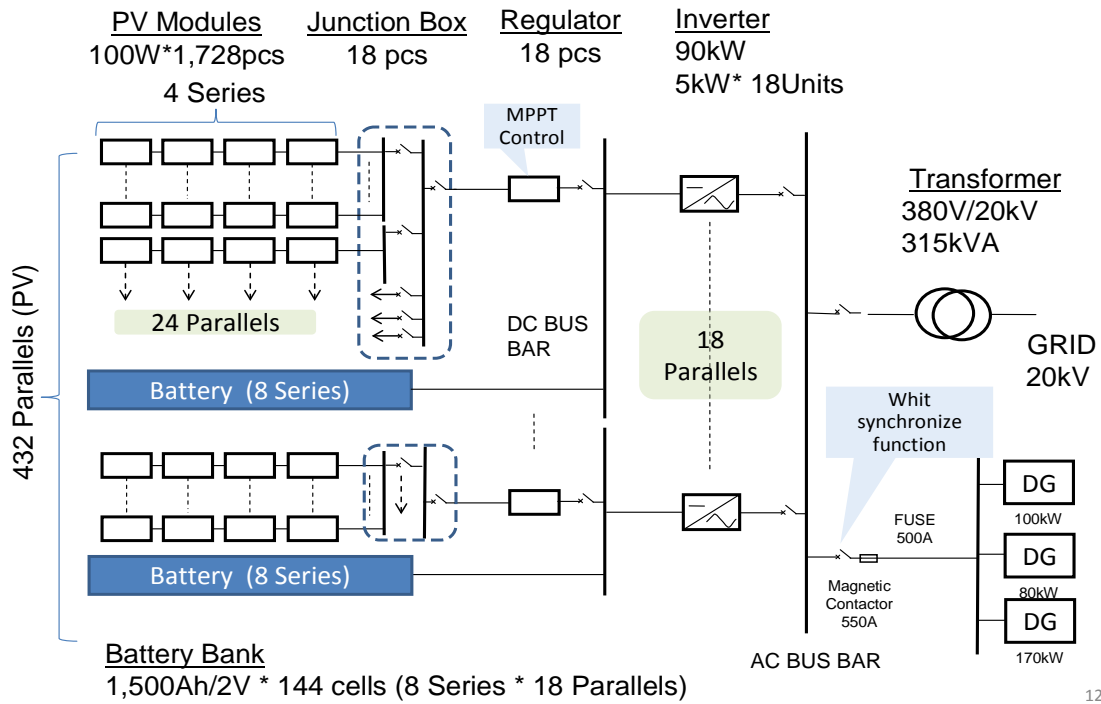 PV Modules
100W*1,728pcs
4 Series
Junction Box
18 pcs
Regulator
18 pcs
Inverter
90kW
5kW* 18Units
MPPT
Control
Transformer
380V/20kV
315kVA
432 Parallels (PV)
24 Parallels
DC BUS
BAR
18
Parallels
GRID
20kV
Battery (8 Series)
Whit
synchronize
function
DG
100kW
FUSE
500A
DG
80kW
Battery (8 Series)
Magnetic
Contactor
550A
DG
170kW
AC BUS BAR
Battery Bank
1,500Ah/2V * 144 cells (8 Series * 18 Parallels)
12